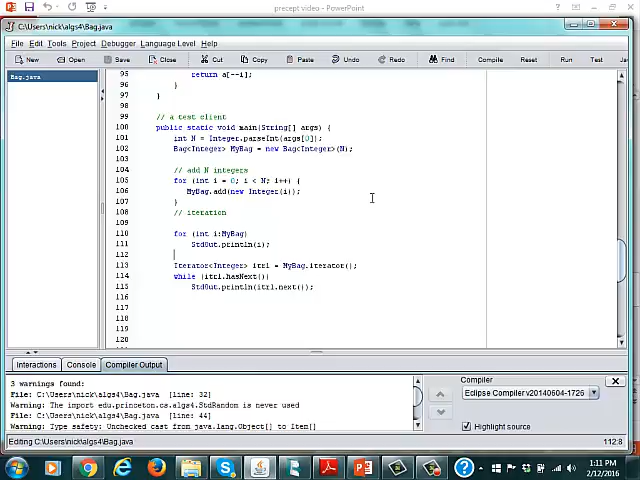 precept video - PowerPoint
C:\Users\nick\algs4\Bag.java
File Edit Tools Project Debugger Language Level Help
New Open Save Close Cut Copy Paste Undo Redo Find Compile Reset Run Test
Bag.java
95 return a[--i];
96 }
97 }
98
99 // a test client
100 public static void main(String[] args) {
101 int N = Integer.parseInt(args[0]);
102 Bag<Integer> MyBag = new Bag<Integer>(N);
103
104 // add N integers
105 for (int i = 0; i < N; i++) {
106 MyBag.add(new Integer(i));
107 }
108 // iteration
109
110 for (int i:MyBag)
111 StdOut.println(i);
112
113 Iterator<Integer> itr1 = MyBag.iterator();
114 while (itr1.hasNext())
115 StdOut.println(itr1.next());
116
117
118
119
120
Interactions Console Compiler Output
3 warnings found:
File: C:\Users\nick\algs4\Bag.java [line: 32]
Warning: The import edu.princeton.cs.algs4.StdRandom is never used
File: C:\Users\nick\algs4\Bag.java [line: 44]
Warning: Type safety: Unchecked cast from java.lang.Object[] to Item[]
Compiler
Eclipse Compiler v20140604-1726
Highlight source
Editing C:\Users\nick\algs4\Bag.java 112:8
1:11 PM
2/12/2016